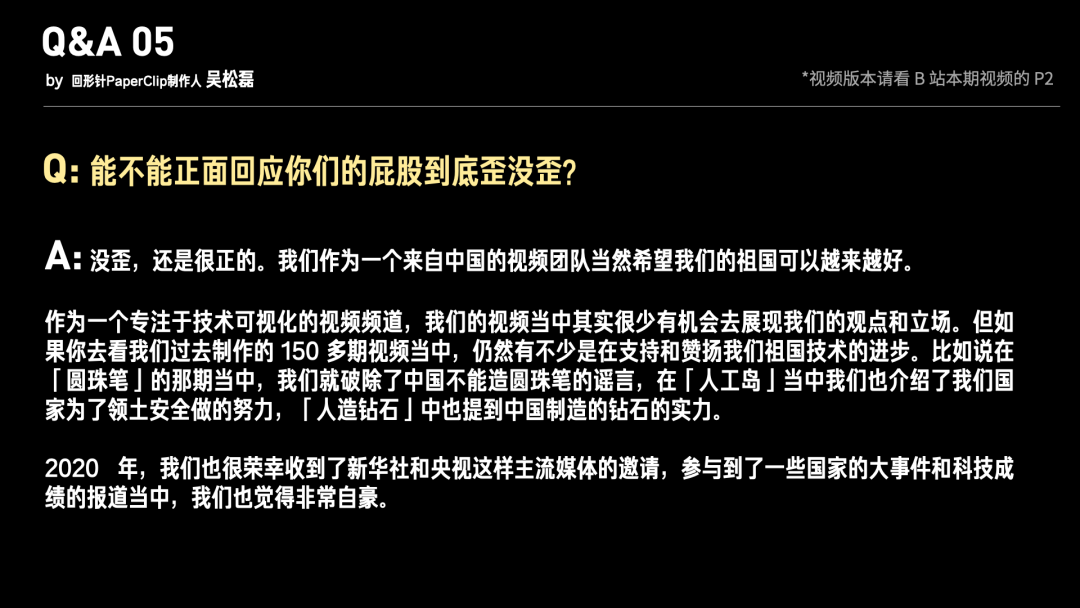 Q&A 05
by 回形针PaperClip制作人 吴松磊
*视频版本请看 B 站本期视频的 P2
Q: 能不能正面回应你们的屁股到底歪没歪?
A: 没歪，还是很正的。我们作为一个来自中国的视频团队当然希望我们的祖国可以越来越好。
作为一个专注于技术可视化的视频频道，我们的视频当中其实很少有机会去展现我们的观点和立场。但如
果你去看我们过去制作的 150 多期视频当中，仍然有不少是在支持和赞扬我们祖国技术的进步。比如说在
「圆珠笔」的那期当中，我们就破除了中国不能造圆珠笔的谣言，在「人工岛」当中我们也介绍了我们国
家为了领土安全做的努力，「人造钻石」中也提到中国制造的钻石的实力。
2020 年，我们也很荣幸收到了新华社和央视这样主流媒体的邀请，参与到了一些国家的大事件和科技成
绩的报道当中，我们也觉得非常自豪。